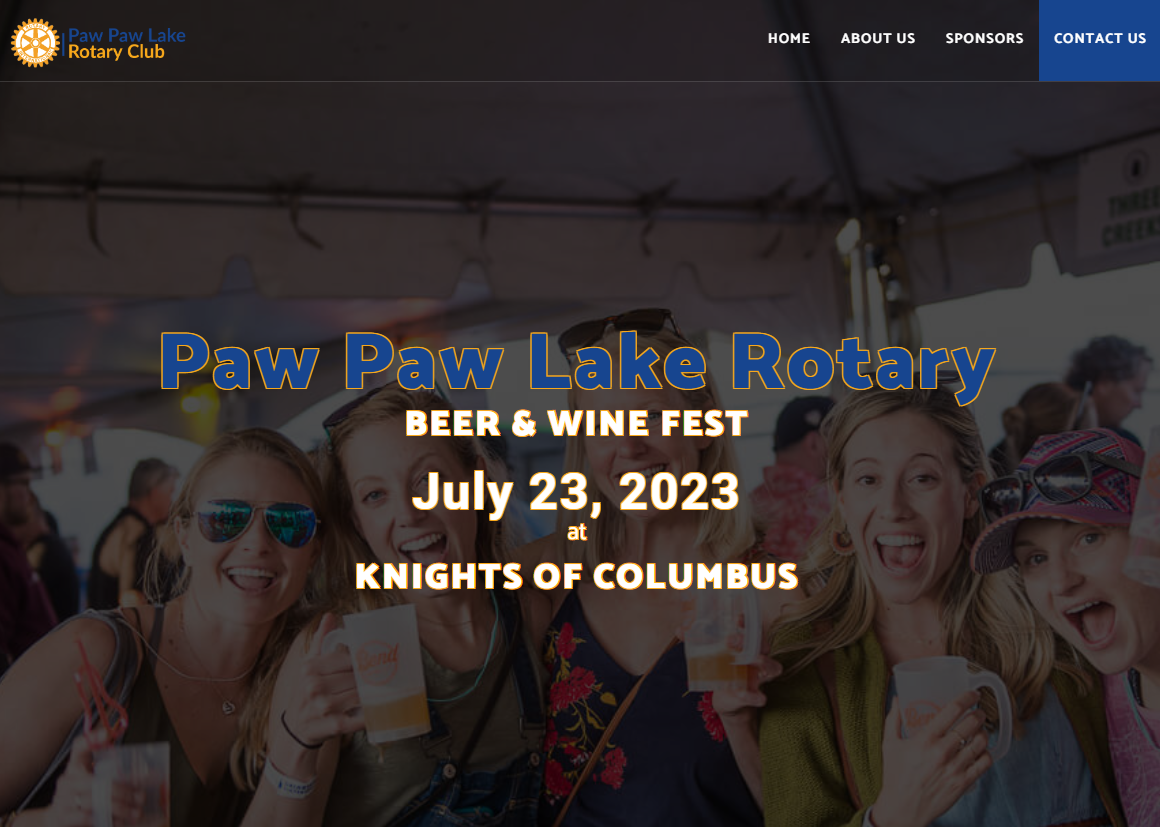 Paw Paw Lake
Rotary Club
HOME
ABOUT US
SPONSORS
CONTACT US
THREE
CREEKS
Paw Paw Lake Rotary
BEER & WINE FEST
July 23, 2023
at
KNIGHTS OF COLUMBUS
Bend